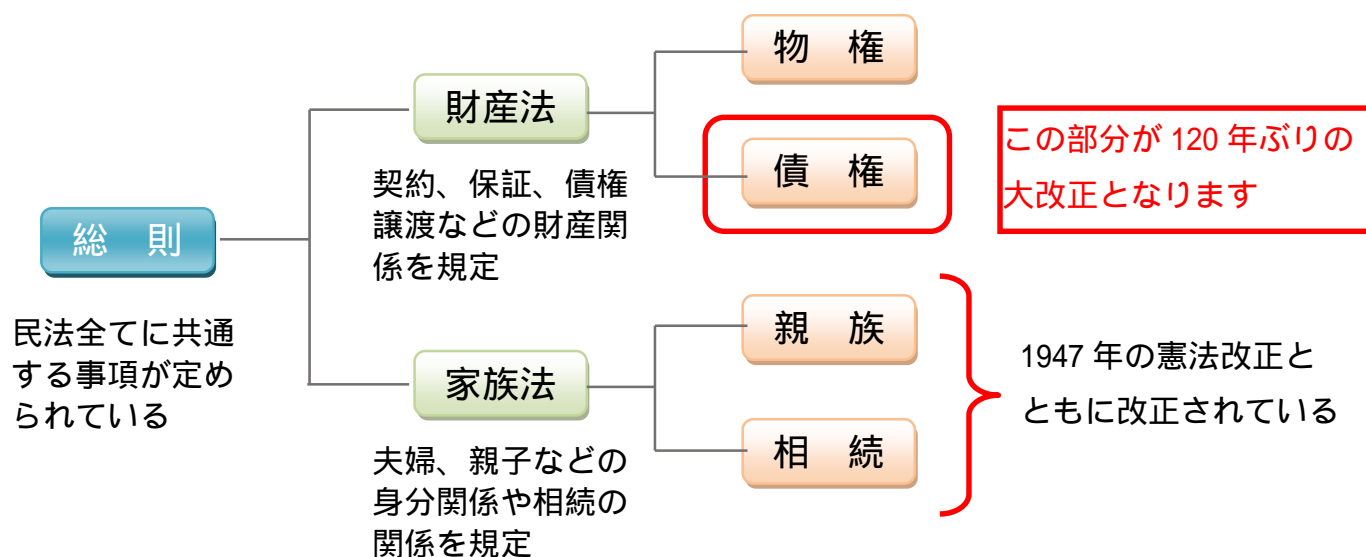 総　則
民法全てに共通
する事項が定め
られている
財産法
契約、保証、債権
譲渡などの財産関
係を規定
物　権
債　権
この部分が 120 年ぶりの
大改正となります
家族法
夫婦、親子などの
身分関係や相続の
関係を規定
親　族
相　続
1947 年の憲法改正と
ともに改正されている